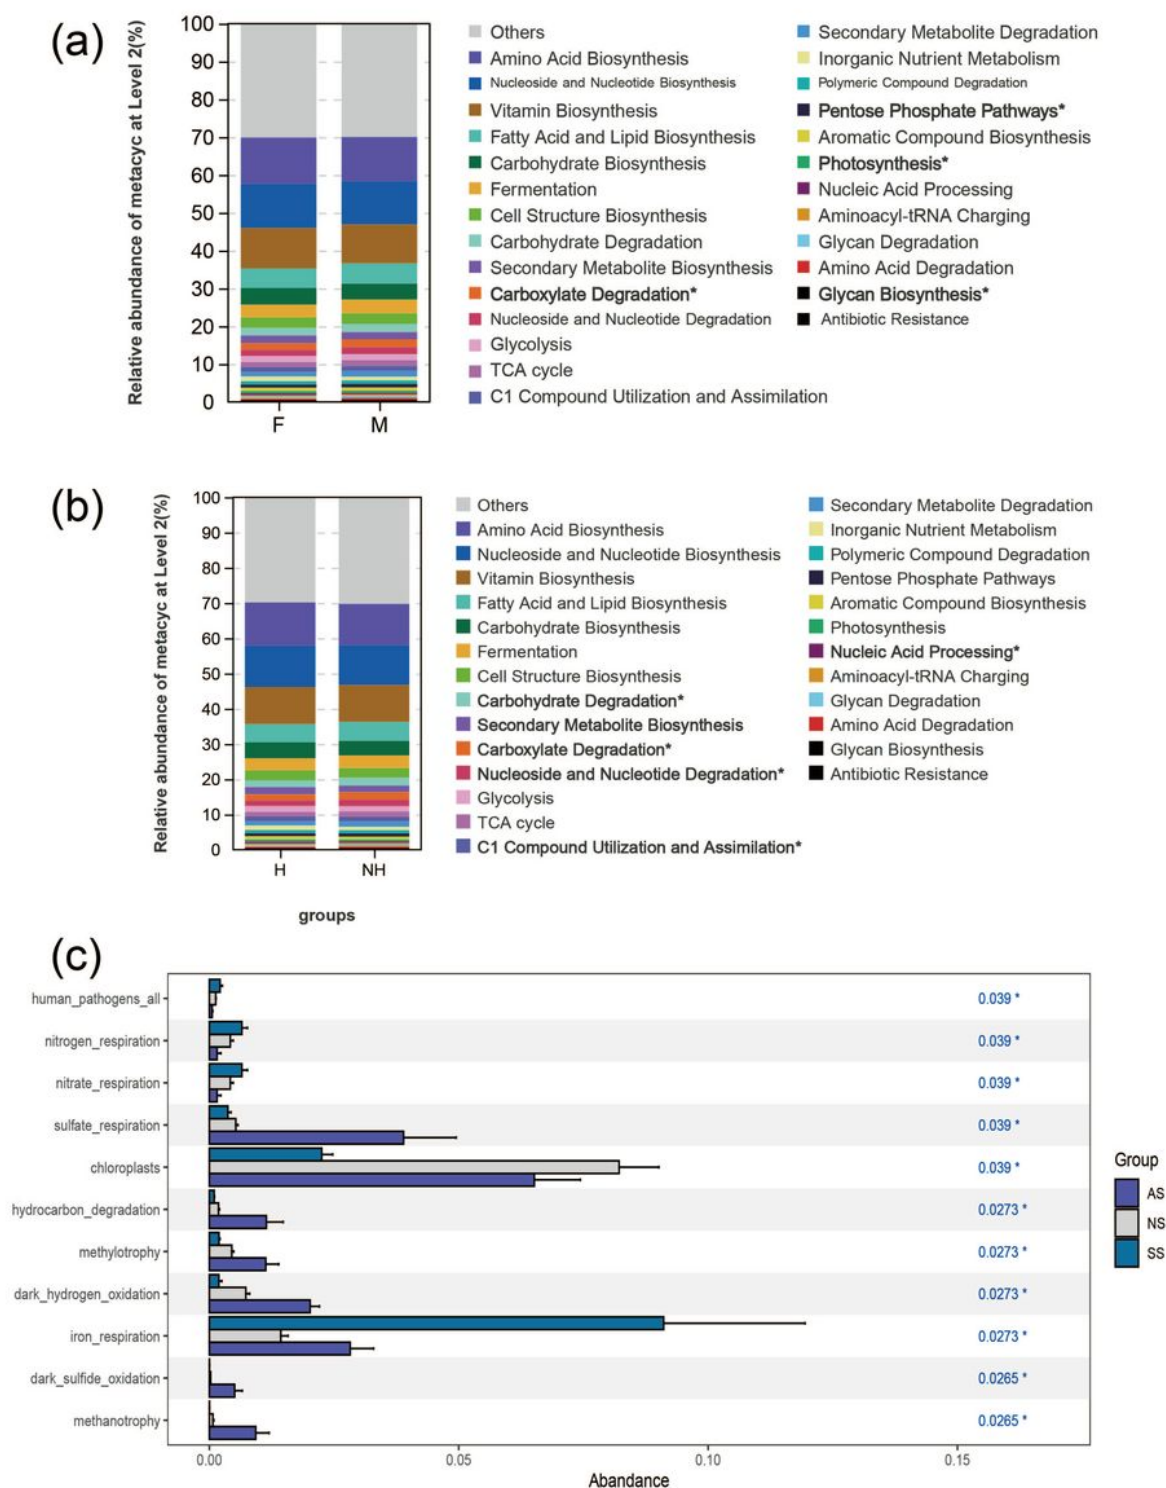 (a)
Relative abundance of metacyc at Level 2(%)
100
90
80
70
60
50
40
30
20
10
0
F
M
Others
Amino Acid Biosynthesis
Nucleoside and Nucleotide Biosynthesis
Vitamin Biosynthesis
Fatty Acid and Lipid Biosynthesis
Carbohydrate Biosynthesis
Fermentation
Cell Structure Biosynthesis
Carbohydrate Degradation
Secondary Metabolite Biosynthesis
Carboxylate Degradation*
Nucleoside and Nucleotide Degradation
Glycolysis
TCA cycle
C1 Compound Utilization and Assimilation
Secondary Metabolite Degradation
Inorganic Nutrient Metabolism
Polymeric Compound Degradation
Pentose Phosphate Pathways*
Aromatic Compound Biosynthesis
Photosynthesis*
Nucleic Acid Processing
Aminoacyl-tRNA Charging
Glycan Degradation
Amino Acid Degradation
Glycan Biosynthesis*
Antibiotic Resistance
(b)
Relative abundance of metacyc at Level 2(%)
100
90
80
70
60
50
40
30
20
10
0
H
NH
groups
Others
Amino Acid Biosynthesis
Nucleoside and Nucleotide Biosynthesis
Vitamin Biosynthesis
Fatty Acid and Lipid Biosynthesis
Carbohydrate Biosynthesis
Fermentation
Cell Structure Biosynthesis
Carbohydrate Degradation*
Secondary Metabolite Biosynthesis
Carboxylate Degradation*
Nucleoside and Nucleotide Degradation*
Glycolysis
TCA cycle
C1 Compound Utilization and Assimilation*
Secondary Metabolite Degradation
Inorganic Nutrient Metabolism
Polymeric Compound Degradation
Pentose Phosphate Pathways
Aromatic Compound Biosynthesis
Photosynthesis
Nucleic Acid Processing*
Aminoacyl-tRNA Charging
Glycan Degradation
Amino Acid Degradation
Glycan Biosynthesis
Antibiotic Resistance
(c)
human_pathogens_all 0.039 *
nitrogen_respiration 0.039 *
nitrate_respiration 0.039 *
sulfate_respiration 0.039 *
chloroplasts 0.039 *
hydrocarbon_degradation 0.0273 *
methylotrophy 0.0273 *
dark_hydrogen_oxidation 0.0273 *
iron_respiration 0.0273 *
dark_sulfide_oxidation 0.0265 *
methanotrophy 0.0265 *
0.00 0.05 0.10 0.15
Abandance
Group
AS
NS
SS